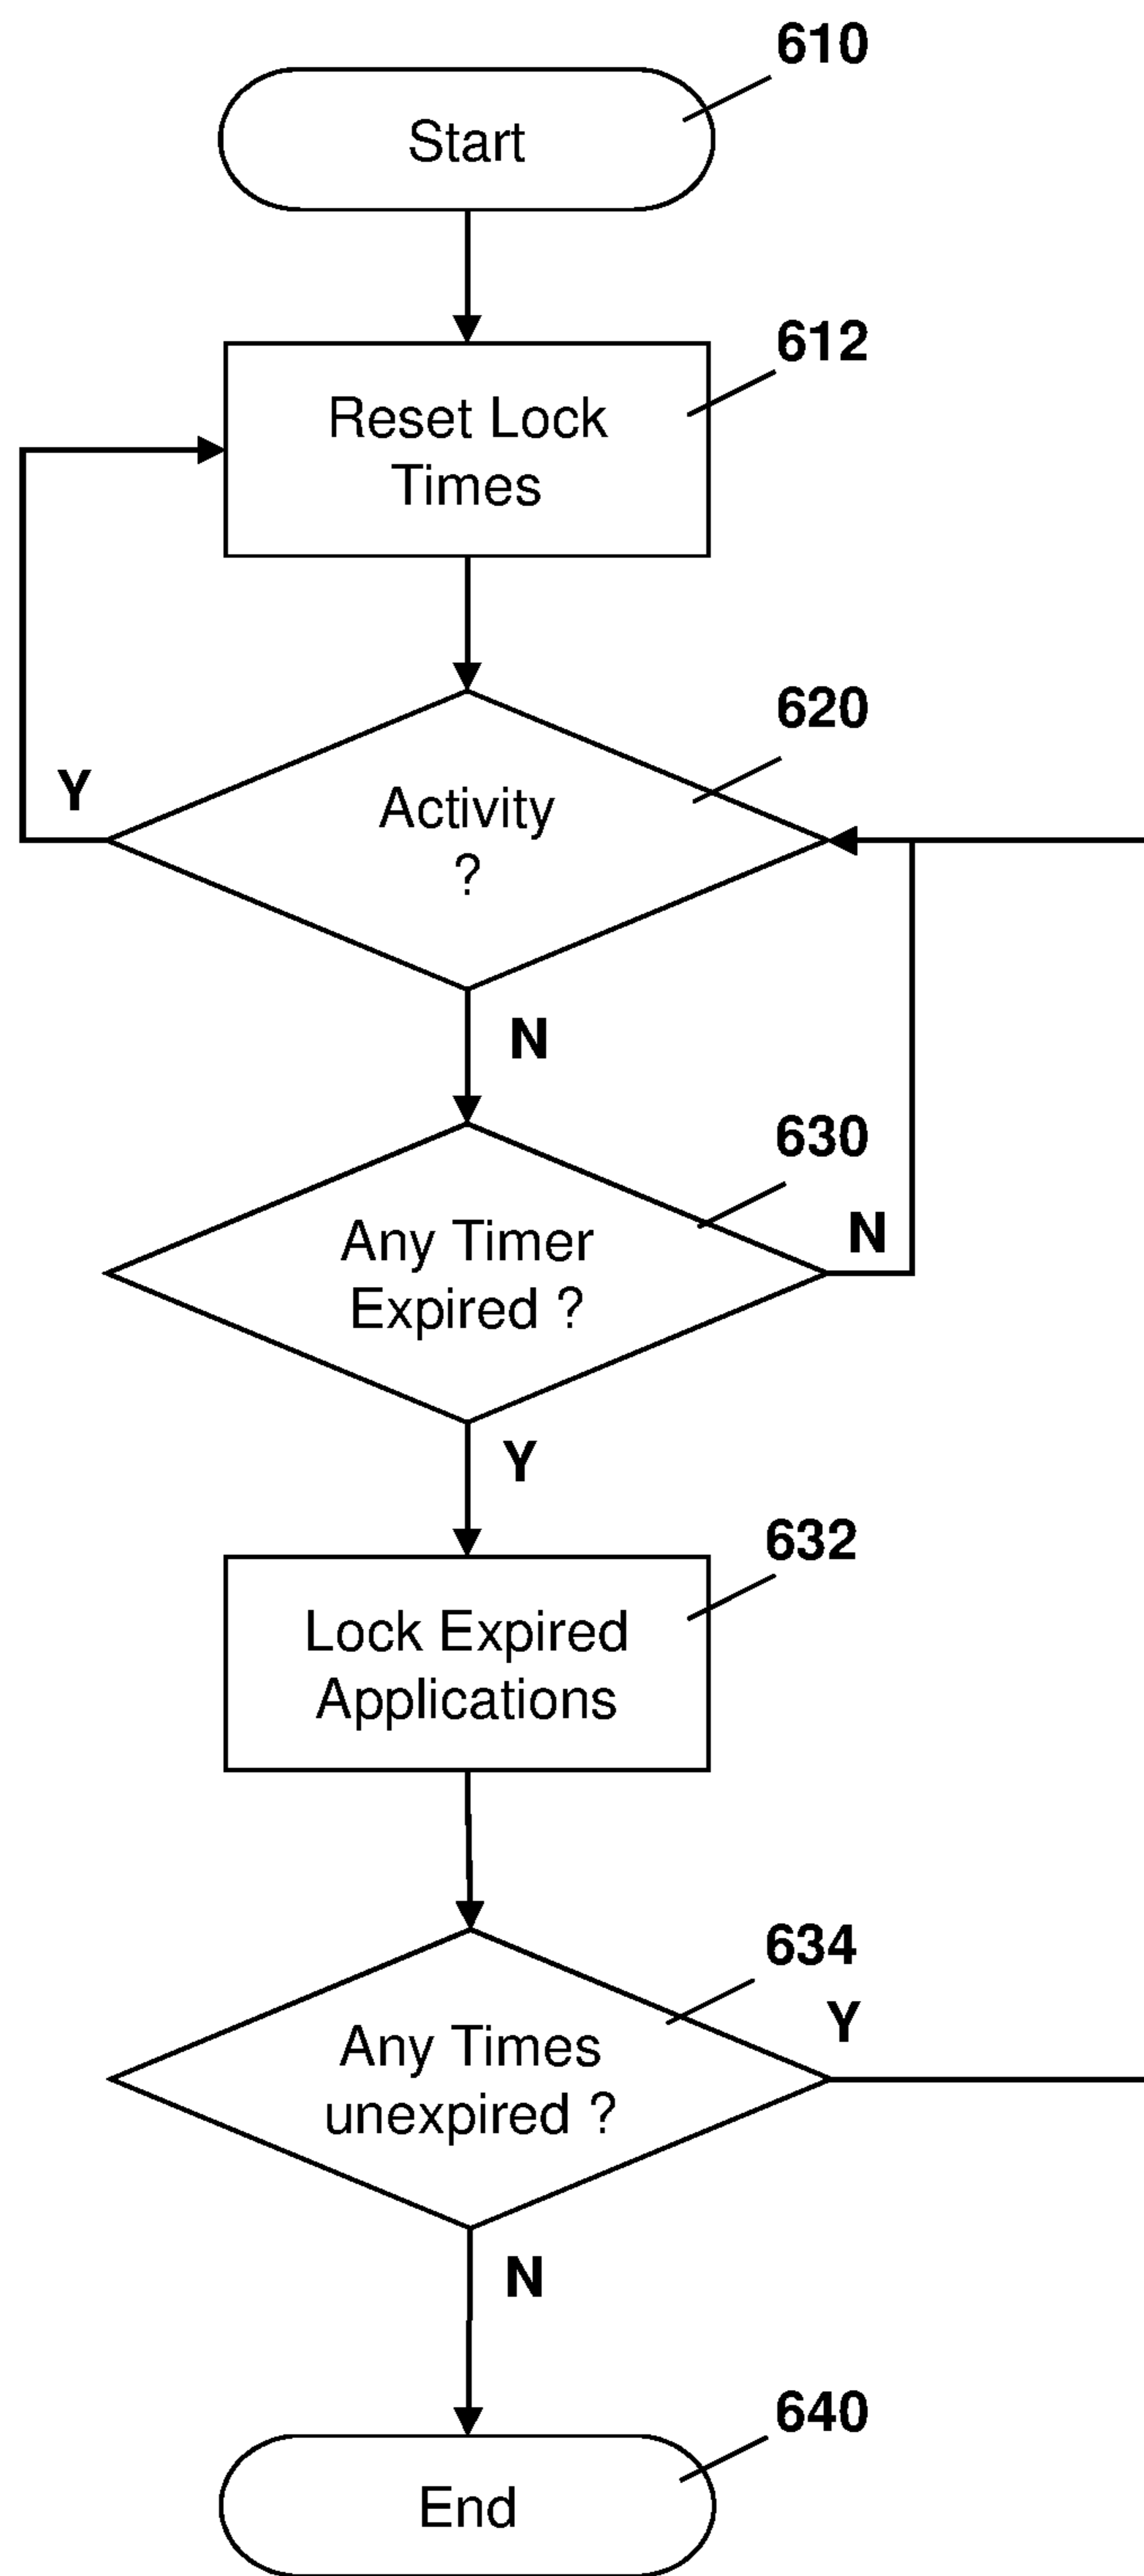 610
Start
612
Reset Lock
Times
620
Activity
?
Y
N
630
Any Timer
Expired ?
N
Y
632
Lock Expired
Applications
634
Any Times
unexpired ?
Y
N
640
End